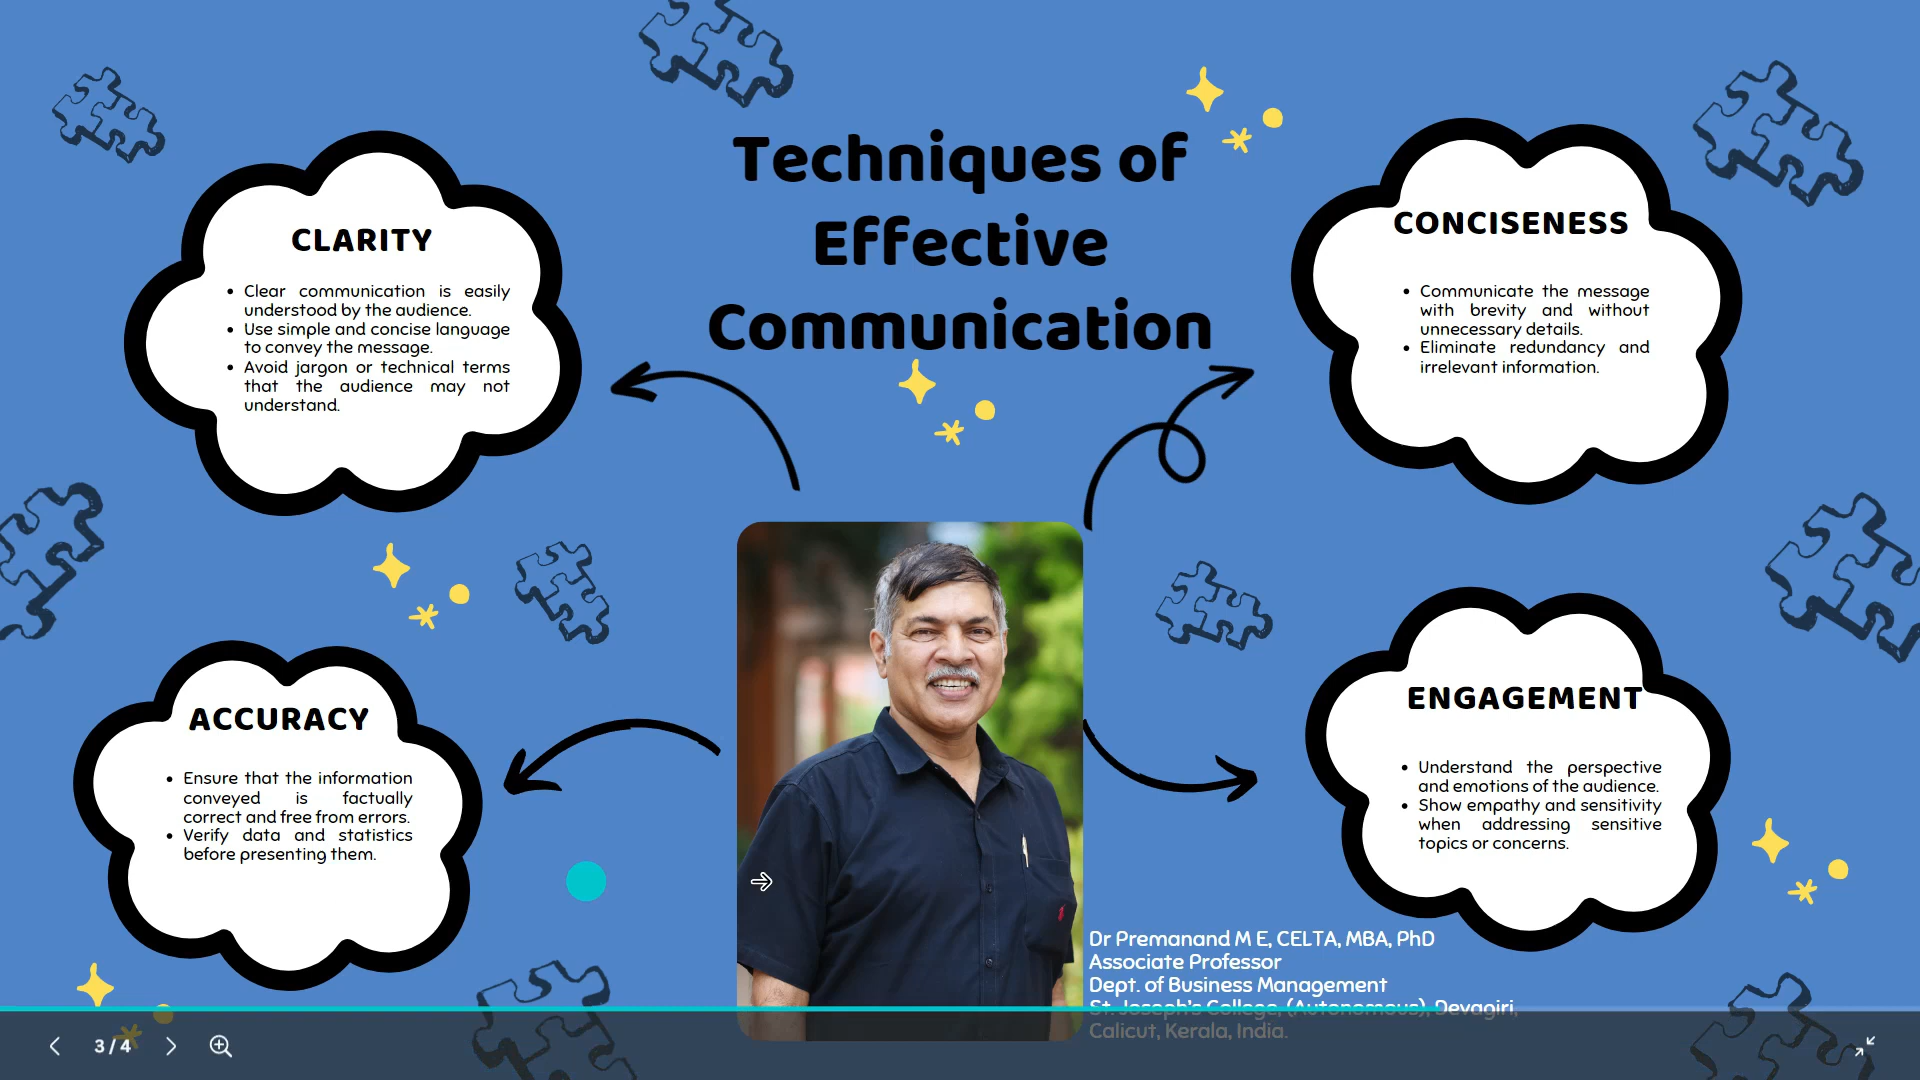 Techniques of
Effective
Communication
CLARITY
• Clear communication is easily
understood by the audience.
• Use simple and concise language
to convey the message.
• Avoid jargon or technical terms
that the audience may not
understand.
CONCISENESS
• Communicate the message
with brevity and without
unnecessary details.
• Eliminate redundancy and
irrelevant information.
ACCURACY
• Ensure that the information
conveyed is factually
correct and free from errors.
• Verify data and statistics
before presenting them.
ENGAGEMENT
• Understand the perspective
and emotions of the audience.
• Show empathy and sensitivity
when addressing sensitive
topics or concerns.
Dr Premanand M E, CELTA, MBA, PhD
Associate Professor
Dept. of Business Management
St. Joseph's College, (Autonomous), Devagiri,
Calicut, Kerala, India.
3 / 4